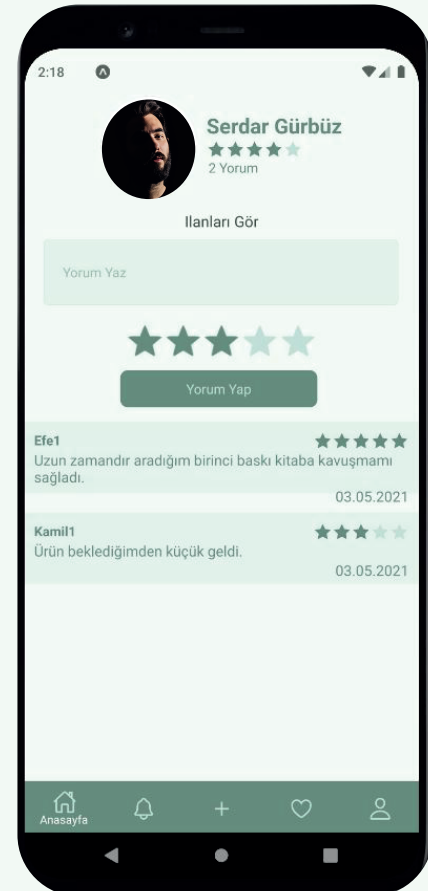 2:18
Serdar Gürbüz
2 Yorum
Ilanları Gör
Yorum Yaz
Yorum Yap
Efe1
Uzun zamandır aradığım birinci baskı kitaba kavuşmamı
sağladı.
03.05.2021
Kamil1
Ürün beklediğimden küçük geldi.
03.05.2021
Anasayfa